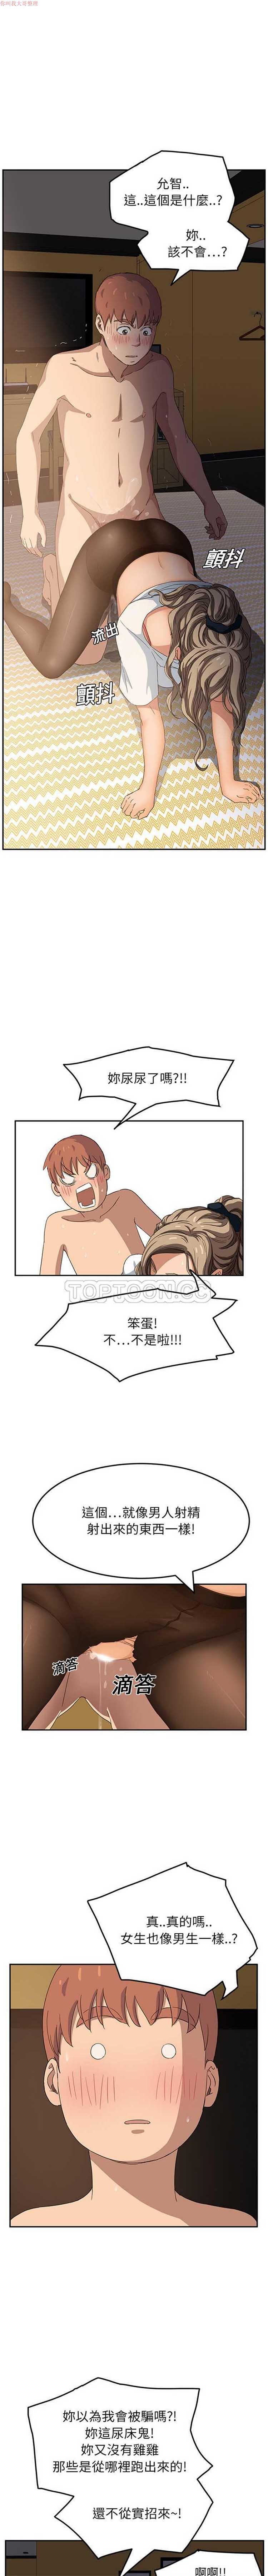 允智..
這..這個是什麼..?
妳..
該不會...?
顫抖
流出
顫抖
妳尿尿了嗎?!!
TOPTOON.CC
笨蛋!
不...不是啦!!!
這個...就像男人射精
射出來的東西一樣!
滴答
滴答
真..真的嗎..
女生也像男生一樣..?
妳以為我會被騙嗎?!
妳這尿床鬼!
妳又沒有雞雞
那些是從哪裡跑出來的!
還不從實招來~!
啊啊!!